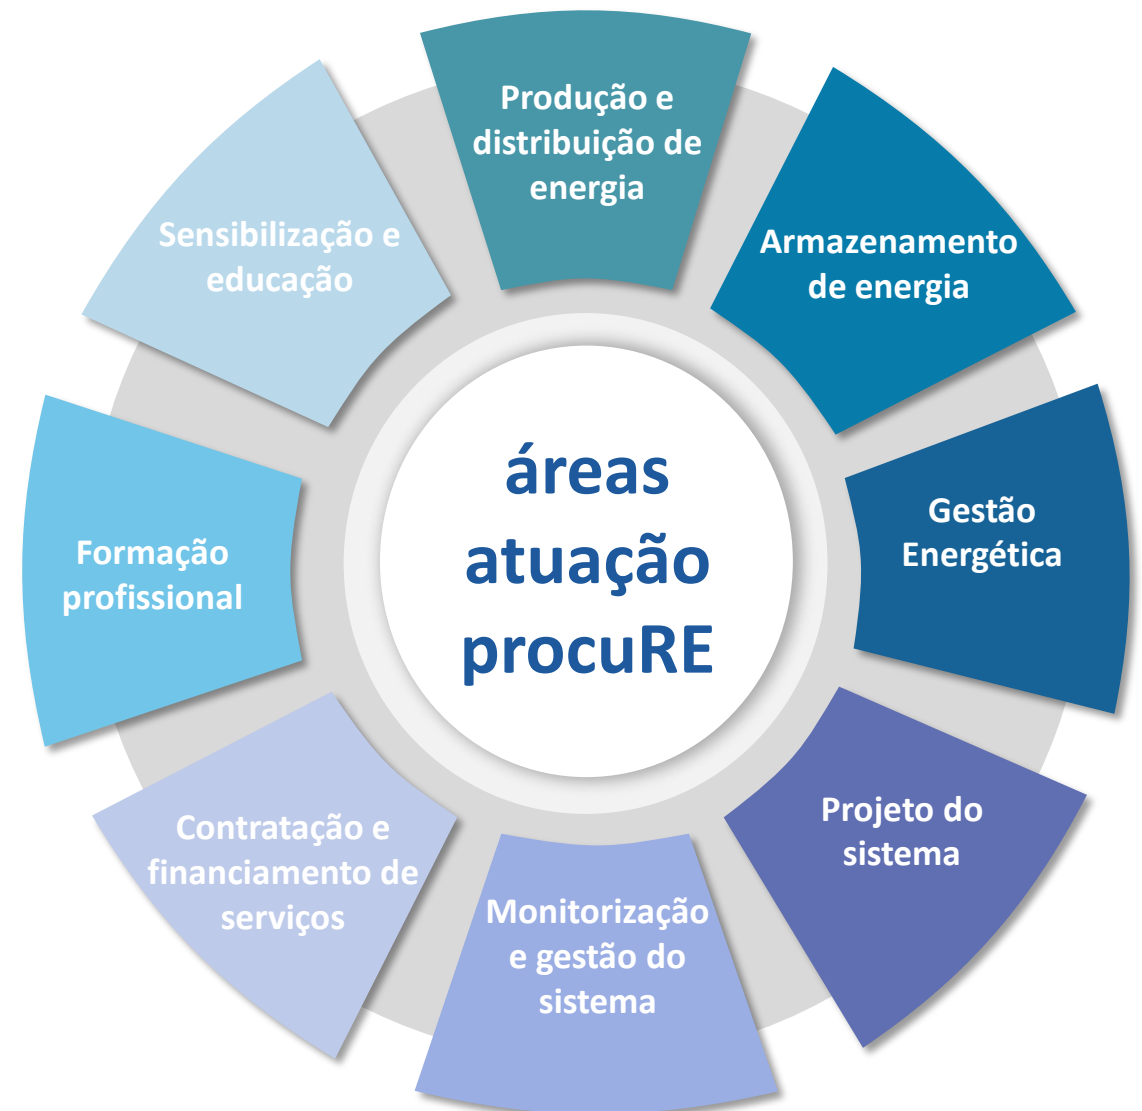 Produção e
distribuição de
energia
Armazenamento
de energia
Gestão
Energética
Projeto do
sistema
Monitorização
e gestão do
sistema
Contratação e
financiamento de
serviços
Formação
profissional
Sensibilização e
educação
áreas
atuação
procuRE